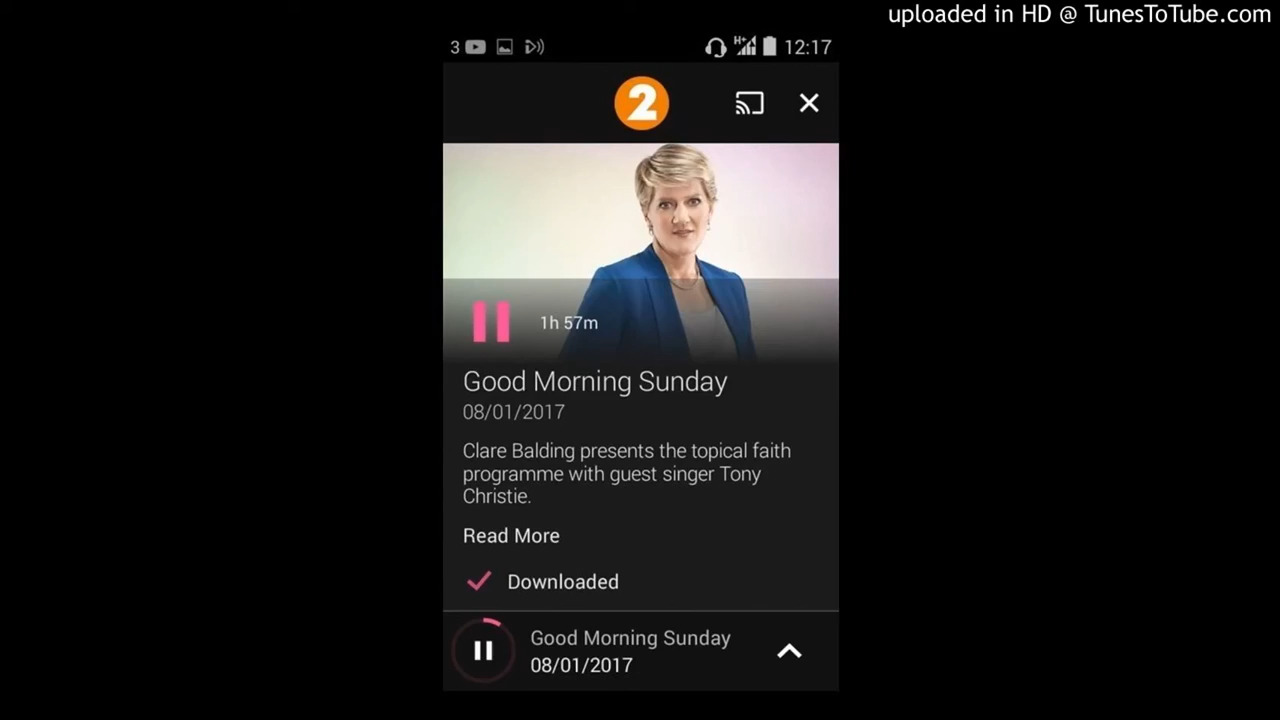 uploaded in HD @ TunesToTube.com
3 H+ 12:17
2
1h 57m
Good Morning Sunday
08/01/2017
Clare Balding presents the topical faith
programme with guest singer Tony
Christie.
Read More
Downloaded
Good Morning Sunday
08/01/2017